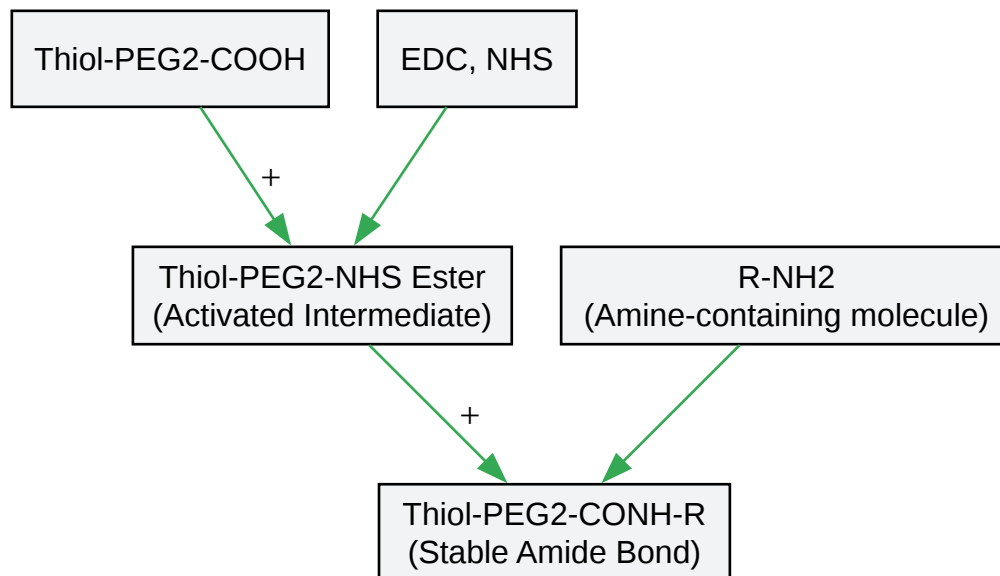 Thiol-PEG2-COOH
EDC, NHS
+
Thiol-PEG2-NHS Ester
(Activated Intermediate)
R-NH2
(Amine-containing molecule)
+
Thiol-PEG2-CONH-R
(Stable Amide Bond)